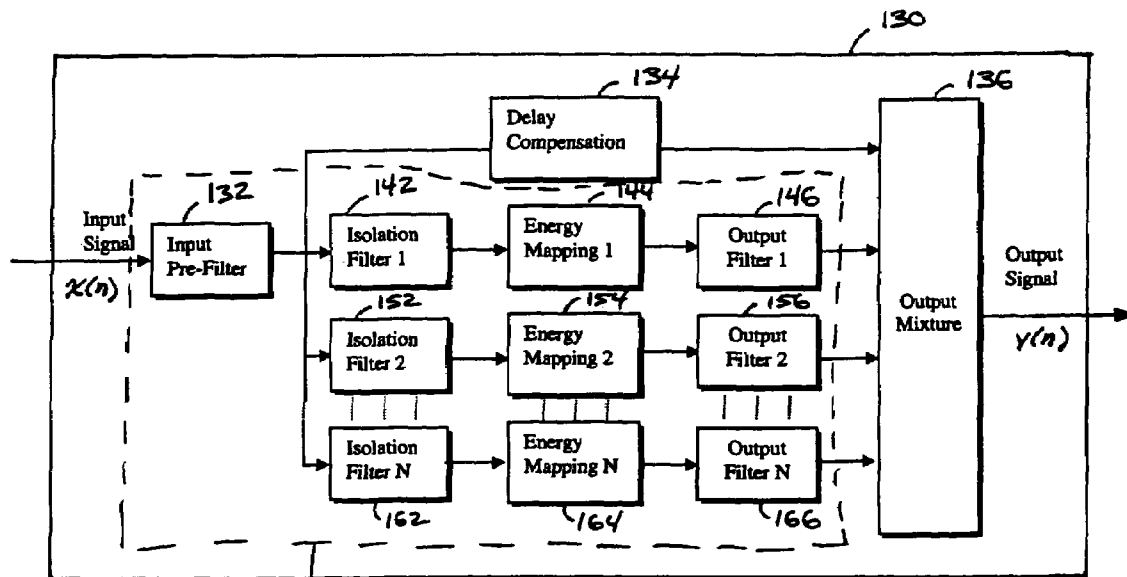 130
134
136
Delay
Compensation
132
142
144
146
Input
Signal
Input
Pre-Filter
Isolation
Filter 1
Energy
Mapping 1
Output
Filter 1
Output
Signal
x(n)
152
154
156
Output
Mixture
y(n)
Isolation
Filter 2
Energy
Mapping 2
Output
Filter 2
Isolation
Filter N
Energy
Mapping N
Output
Filter N
162
164
166